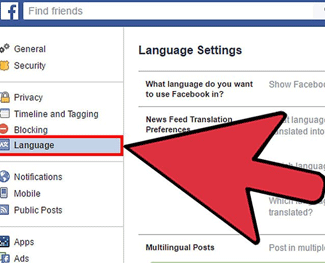 f Find friends
General
Security
Privacy
Timeline and Tagging
Blocking
Language
Notifications
Mobile
Public Posts
Apps
Ads
Language Settings
What language do you want to use Facebook in?
Show Facebook
News Feed Translation Preferences
language
translated into
translated?
Multilingual Posts
Post in multiple